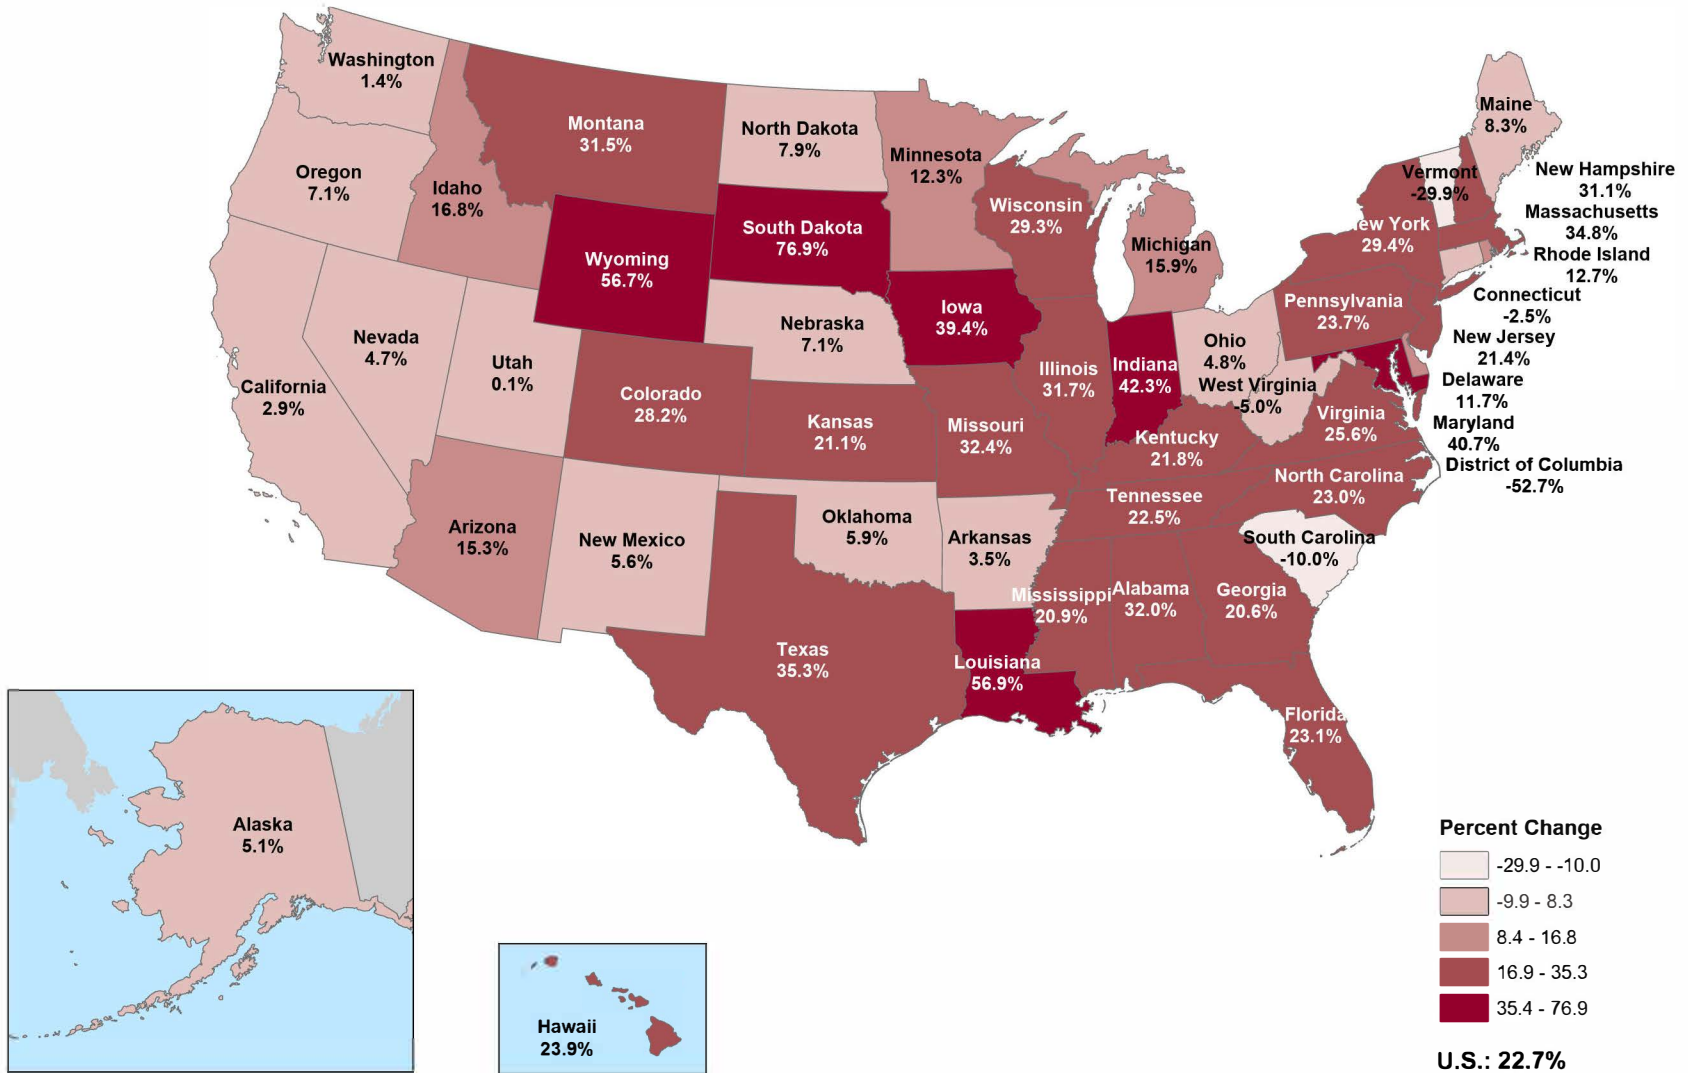 Washington
1.4%
Montana
31.5%
North Dakota
7.9%
Minnesota
12.3%
Maine
8.3%
Oregon
7.1%
Idaho
16.8%
Wyoming
56.7%
South Dakota
76.9%
Wisconsin
29.3%
Michigan
15.9%
Vermont
-29.9%
New Hampshire
31.1%
Massachusetts
34.8%
ew York
29.4%
Rhode Island
12.7%
Connecticut
-2.5%
Pennsylvania
23.7%
New Jersey
21.4%
Delaware
11.7%
Maryland
40.7%
District of Columbia
-52.7%
California
2.9%
Nevada
4.7%
Utah
0.1%
Colorado
28.2%
Nebraska
7.1%
Iowa
39.4%
Kansas
21.1%
Missouri
32.4%
Illinois
31.7%
Indiana
42.3%
Ohio
4.8%
West Virginia
-5.0%
Virginia
25.6%
Kentucky
21.8%
North Carolina
23.0%
Tennessee
22.5%
South Carolina
-10.0%
Arizona
15.3%
New Mexico
5.6%
Oklahoma
5.9%
Arkansas
3.5%
Mississippi
20.9%
Alabama
32.0%
Georgia
20.6%
Texas
35.3%
Louisiana
56.9%
Florida
23.1%
Alaska
5.1%
Hawaii
23.9%
Percent Change
-29.9 - -10.0
-9.9 - 8.3
8.4 - 16.8
16.9 - 35.3
35.4 - 76.9
U.S.: 22.7%